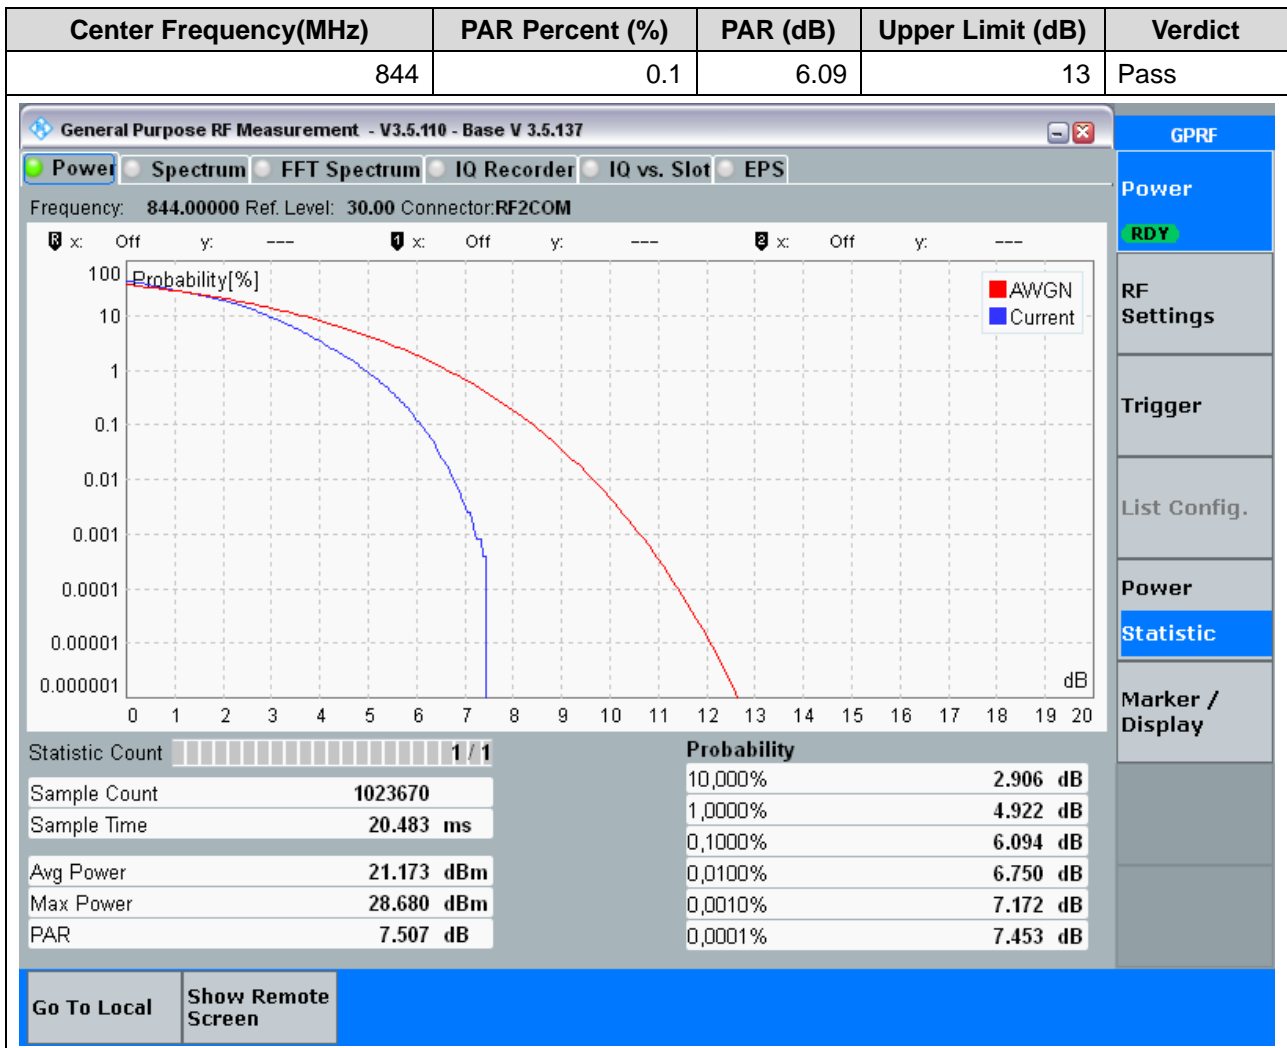 Center Frequency(MHz) PAR Percent (%) PAR (dB) Upper Limit (dB) Verdict
844 0.1 6.09 13 Pass
General Purpose RF Measurement - V3.5.110 - Base V 3.5.137
GPRF
Power Spectrum FFT Spectrum IQ Recorder IQ vs. Slot EPS
Frequency: 844.00000 Ref. Level: 30.00 Connector:RF2COM
R x: Off y: --- 1 x: Off y: --- 2 x: Off y: ---
Probability[%]
AWGN
Current
100
10
1
0.1
0.01
0.001
0.0001
0.00001
0.000001
dB
0 1 2 3 4 5 6 7 8 9 10 11 12 13 14 15 16 17 18 19 20
Statistic Count 1 / 1
Sample Count 1023670
Sample Time 20.483 ms
Avg Power 21.173 dBm
Max Power 28.680 dBm
PAR 7.507 dB
Probability
10,000% 2.906 dB
1,0000% 4.922 dB
0,1000% 6.094 dB
0,0100% 6.750 dB
0,0010% 7.172 dB
0,0001% 7.453 dB
Power
RDY
RF
Settings
Trigger
List Config.
Power
Statistic
Marker /
Display
Go To Local
Show Remote
Screen